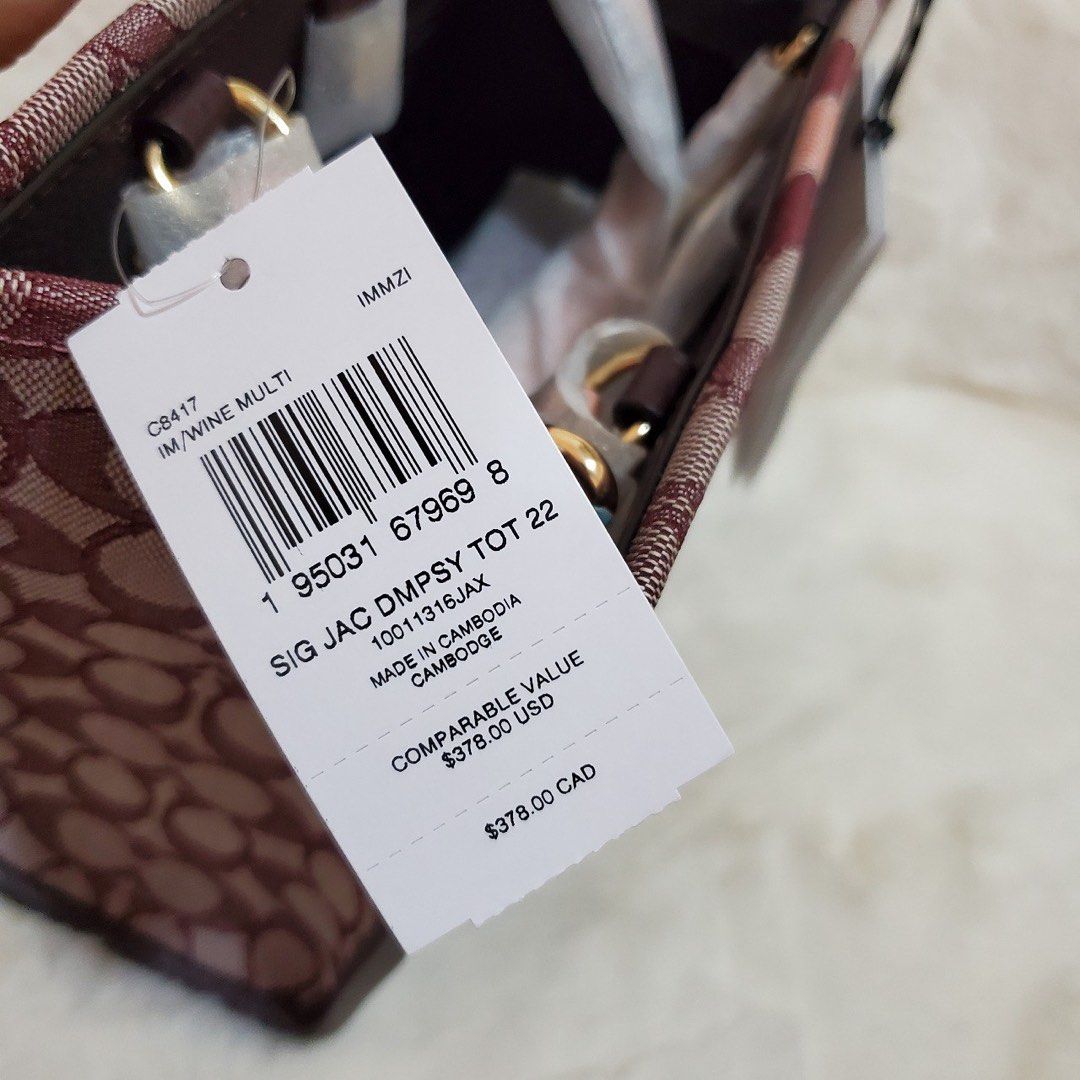 IMMZI
C8417
IM/WINE MULTI
1 95031 67969 8
SIG JAC DMPSY TOT 22
10011316JAX
MADE IN CAMBODIA
CAMBODGE
COMPARABLE VALUE
$378.00 USD
$378.00 CAD